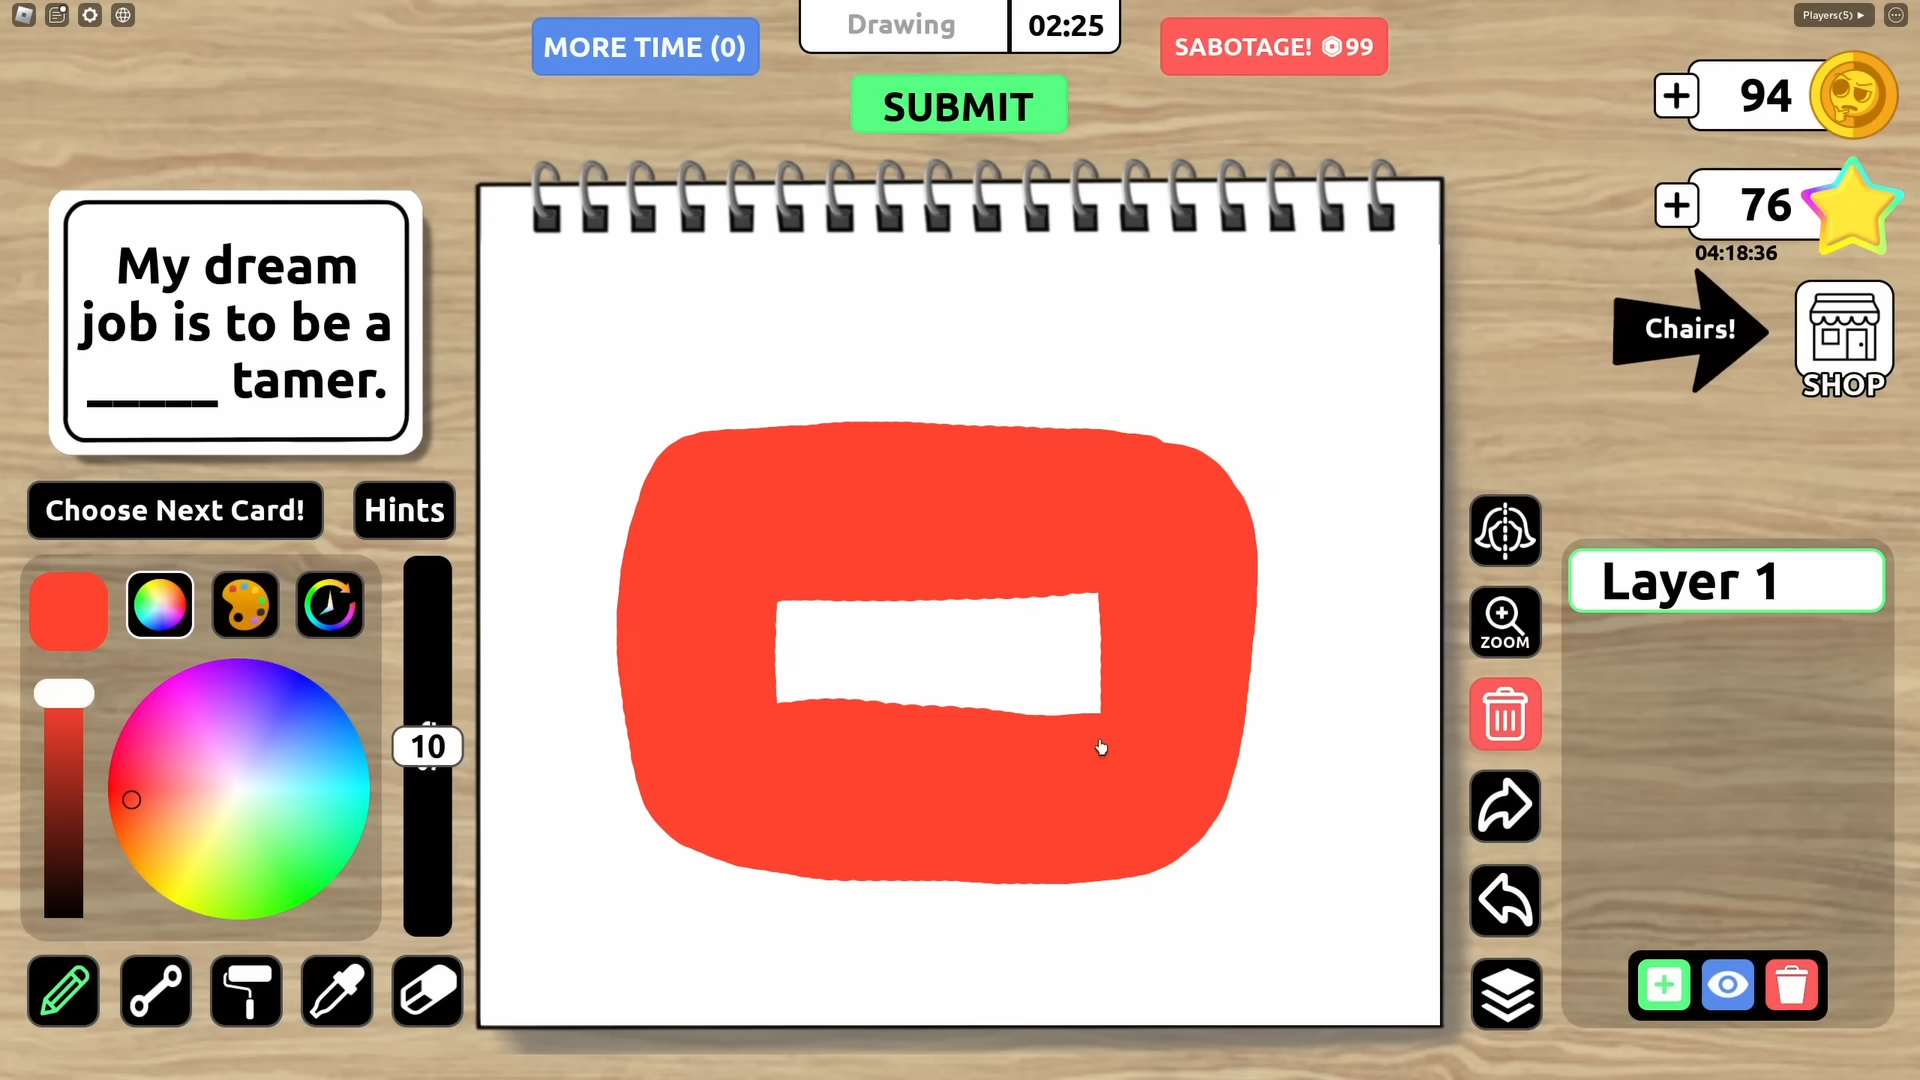 Players(5)
Drawing
02:25
MORE TIME (0)
SABOTAGE! 99
SUBMIT
94
76
04:18:36
Chairs!
SHOP
My dream
job is to be a
_____ tamer.
Choose Next Card!
Hints
10
ZOOM
Layer 1